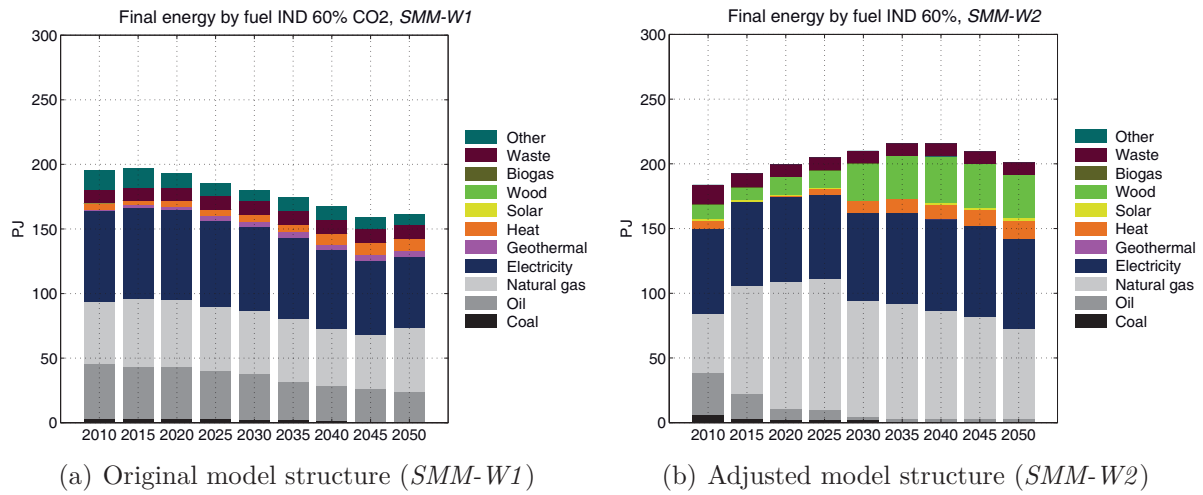 Final energy by fuel IND 60% CO2, SMM-W1
300
250
200
150
100
50
0
PJ
2010 2015 2020 2025 2030 2035 2040 2045 2050
Other
Waste
Biogas
Wood
Solar
Heat
Geothermal
Electricity
Natural gas
Oil
Coal
(a) Original model structure (SMM-W1)
Final energy by fuel IND 60%, SMM-W2
300
250
200
150
100
50
0
PJ
2010 2015 2020 2025 2030 2035 2040 2045 2050
Other
Waste
Biogas
Wood
Solar
Heat
Geothermal
Electricity
Natural gas
Oil
Coal
(b) Adjusted model structure (SMM-W2)